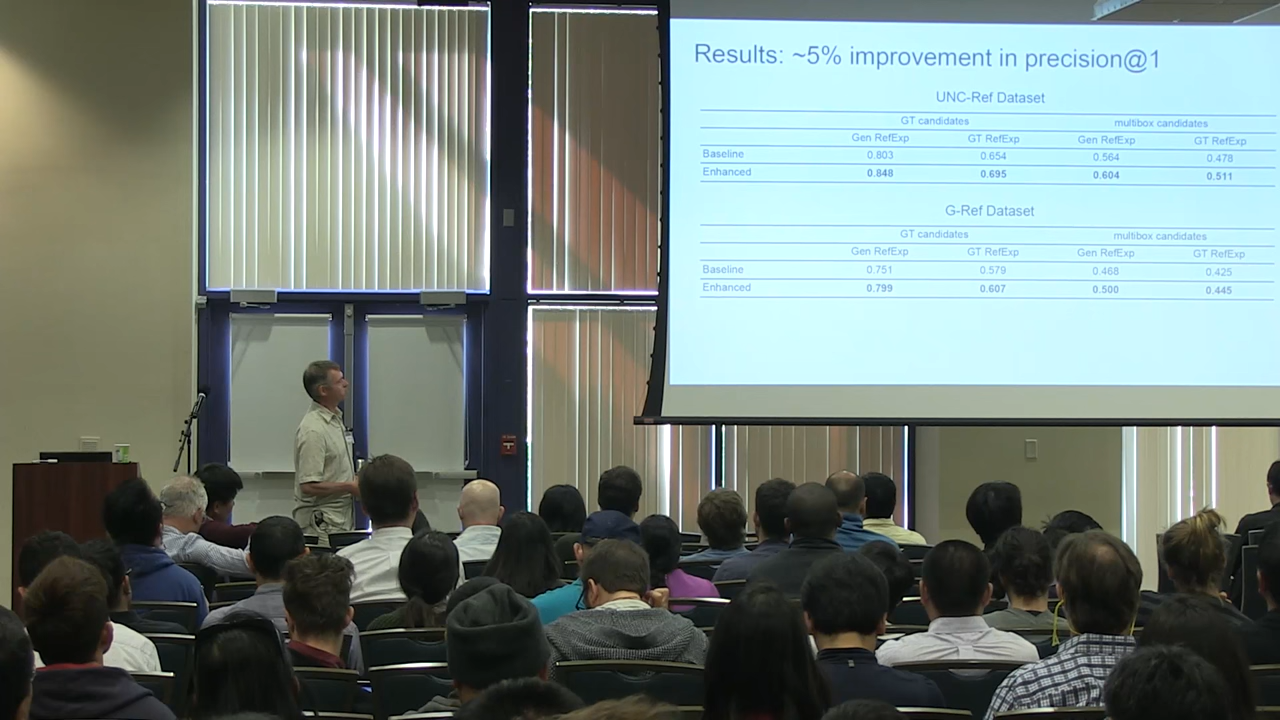 Results: ~5% improvement in precision@1
UNC-Ref Dataset
GT candidates multibox candidates
Gen RefExp GT RefExp Gen RefExp GT RefExp
Baseline 0.803 0.654 0.564 0.478
Enhanced 0.848 0.695 0.604 0.511
G-Ref Dataset
GT candidates multibox candidates
Gen RefExp GT RefExp Gen RefExp GT RefExp
Baseline 0.751 0.579 0.468 0.425
Enhanced 0.799 0.607 0.500 0.445